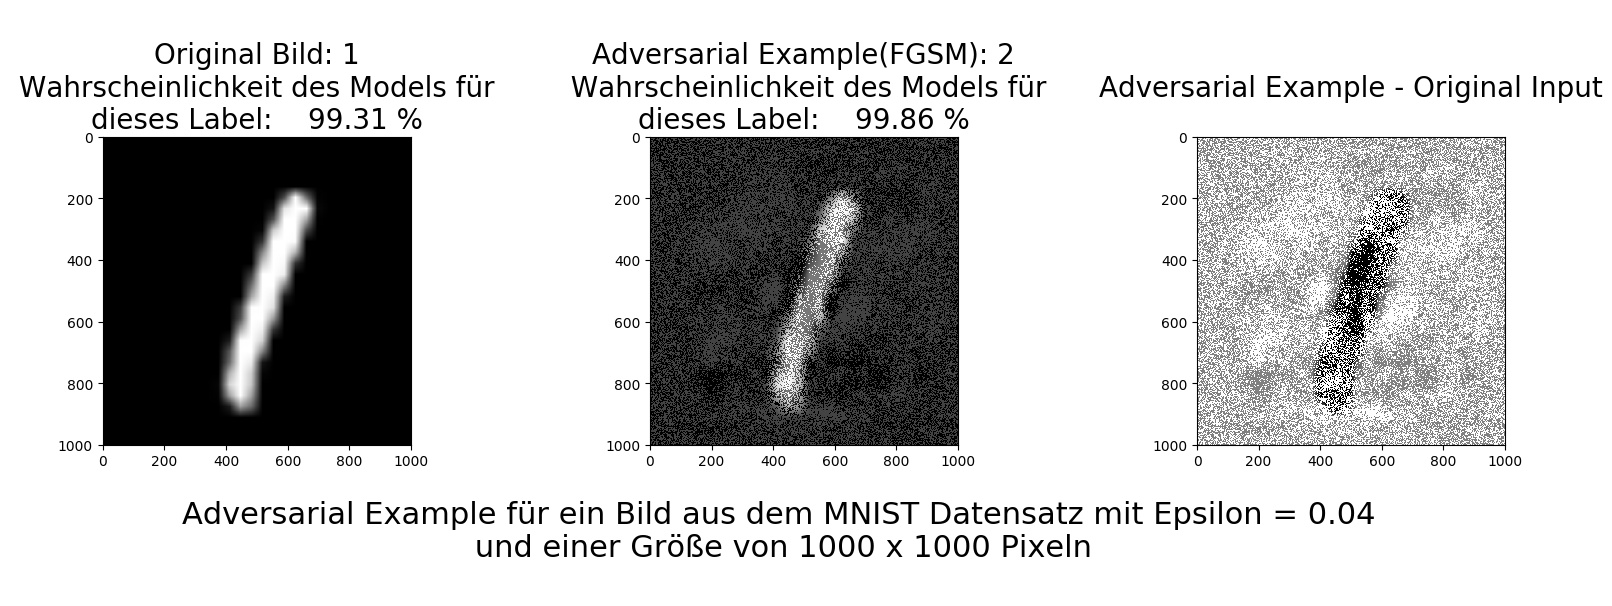 Original Bild: 1
Wahrscheinlichkeit des Models für
dieses Label: 99.31 %
Adversarial Example(FGSM): 2
Wahrscheinlichkeit des Models für
dieses Label: 99.86 %
Adversarial Example - Original Input
0
200
400
600
800
1000
0 200 400 600 800 1000
0
200
400
600
800
1000
0 200 400 600 800 1000
0
200
400
600
800
1000
0 200 400 600 800 1000
Adversarial Example für ein Bild aus dem MNIST Datensatz mit Epsilon = 0.04
und einer Größe von 1000 x 1000 Pixeln